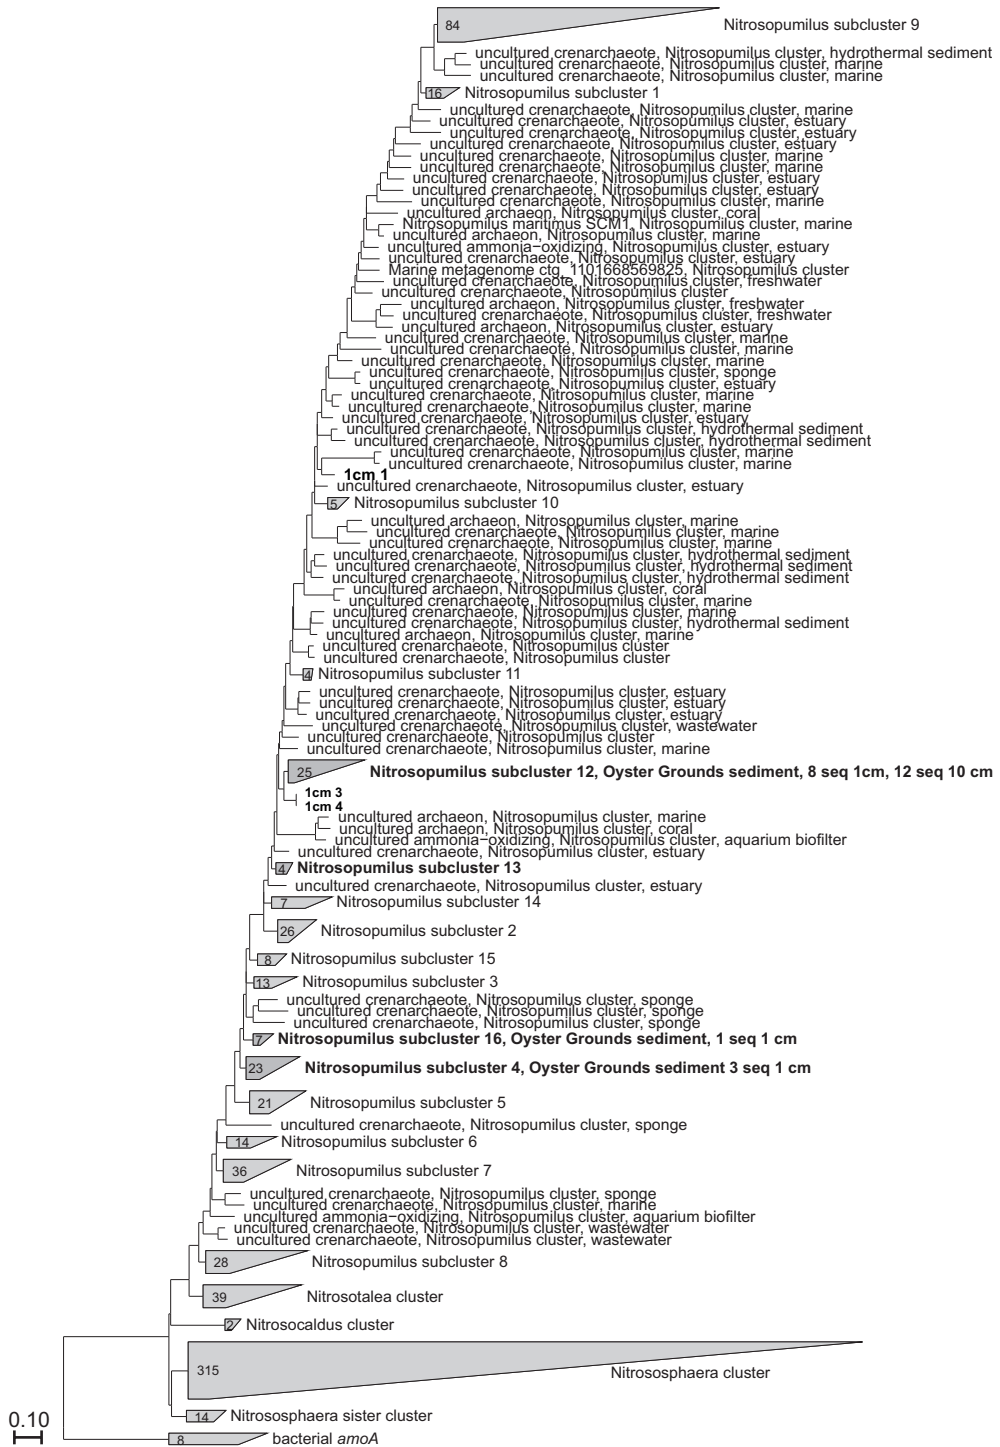 84 Nitrosopumilus subcluster 9
uncultured crenarchaeote, Nitrosopumilus cluster, hydrothermal sediment
uncultured crenarchaeote, Nitrosopumilus cluster, marine
uncultured crenarchaeote, Nitrosopumilus cluster, marine
16 Nitrosopumilus subcluster 1
uncultured crenarchaeote, Nitrosopumilus cluster, marine
uncultured crenarchaeote, Nitrosopumilus cluster, estuary
uncultured crenarchaeote, Nitrosopumilus cluster, estuary
uncultured crenarchaeote, Nitrosopumilus cluster, estuary
uncultured crenarchaeote, Nitrosopumilus cluster, marine
uncultured crenarchaeote, Nitrosopumilus cluster, marine
uncultured crenarchaeote, Nitrosopumilus cluster, estuary
uncultured crenarchaeote, Nitrosopumilus cluster, estuary
uncultured crenarchaeote, Nitrosopumilus cluster, marine
uncultured archaeon, Nitrosopumilus cluster, coral
Nitrosopumilus maritimus SCM1, Nitrosopumilus cluster, marine
uncultured archaeon, Nitrosopumilus cluster, marine
uncultured ammonia−oxidizing, Nitrosopumilus cluster, estuary
uncultured crenarchaeote, Nitrosopumilus cluster, estuary
Marine metagenome ctg_1101668569825, Nitrosopumilus cluster
uncultured crenarchaeote, Nitrosopumilus cluster, freshwater
uncultured crenarchaeote, Nitrosopumilus cluster
uncultured archaeon, Nitrosopumilus cluster, freshwater
uncultured crenarchaeote, Nitrosopumilus cluster, freshwater
uncultured archaeon, Nitrosopumilus cluster, estuary
uncultured crenarchaeote, Nitrosopumilus cluster, marine
uncultured crenarchaeote, Nitrosopumilus cluster, marine
uncultured crenarchaeote, Nitrosopumilus cluster, marine
uncultured crenarchaeote, Nitrosopumilus cluster, sponge
uncultured crenarchaeote, Nitrosopumilus cluster, estuary
uncultured crenarchaeote, Nitrosopumilus cluster, marine
uncultured crenarchaeote, Nitrosopumilus cluster, marine
uncultured crenarchaeote, Nitrosopumilus cluster, estuary
uncultured crenarchaeote, Nitrosopumilus cluster, hydrothermal sediment
uncultured crenarchaeote, Nitrosopumilus cluster, hydrothermal sediment
uncultured crenarchaeote, Nitrosopumilus cluster, marine
uncultured crenarchaeote, Nitrosopumilus cluster, marine
1cm 1
uncultured crenarchaeote, Nitrosopumilus cluster, estuary
5 Nitrosopumilus subcluster 10
uncultured archaeon, Nitrosopumilus cluster, marine
uncultured crenarchaeote, Nitrosopumilus cluster, marine
uncultured crenarchaeote, Nitrosopumilus cluster, marine
uncultured crenarchaeote, Nitrosopumilus cluster, hydrothermal sediment
uncultured crenarchaeote, Nitrosopumilus cluster, hydrothermal sediment
uncultured crenarchaeote, Nitrosopumilus cluster, hydrothermal sediment
uncultured archaeon, Nitrosopumilus cluster, coral
uncultured crenarchaeote, Nitrosopumilus cluster, marine
uncultured crenarchaeote, Nitrosopumilus cluster, marine
uncultured crenarchaeote, Nitrosopumilus cluster, hydrothermal sediment
uncultured archaeon, Nitrosopumilus cluster, marine
uncultured crenarchaeote, Nitrosopumilus cluster
uncultured crenarchaeote, Nitrosopumilus cluster
4 Nitrosopumilus subcluster 11
uncultured crenarchaeote, Nitrosopumilus cluster, estuary
uncultured crenarchaeote, Nitrosopumilus cluster, estuary
uncultured crenarchaeote, Nitrosopumilus cluster, estuary
uncultured crenarchaeote, Nitrosopumilus cluster, wastewater
uncultured crenarchaeote, Nitrosopumilus cluster
uncultured crenarchaeote, Nitrosopumilus cluster, marine
25 Nitrosopumilus subcluster 12, Oyster Grounds sediment, 8 seq 1cm, 12 seq 10 cm
1cm 3
1cm 4
uncultured archaeon, Nitrosopumilus cluster, marine
uncultured archaeon, Nitrosopumilus cluster, coral
uncultured ammonia−oxidizing, Nitrosopumilus cluster, aquarium biofilter
uncultured crenarchaeote, Nitrosopumilus cluster, estuary
4 Nitrosopumilus subcluster 13
uncultured crenarchaeote, Nitrosopumilus cluster, estuary
7 Nitrosopumilus subcluster 14
26 Nitrosopumilus subcluster 2
8 Nitrosopumilus subcluster 15
13 Nitrosopumilus subcluster 3
uncultured crenarchaeote, Nitrosopumilus cluster, sponge
uncultured crenarchaeote, Nitrosopumilus cluster, sponge
uncultured crenarchaeote, Nitrosopumilus cluster, sponge
7 Nitrosopumilus subcluster 16, Oyster Grounds sediment, 1 seq 1 cm
23 Nitrosopumilus subcluster 4, Oyster Grounds sediment 3 seq 1 cm
21 Nitrosopumilus subcluster 5
uncultured crenarchaeote, Nitrosopumilus cluster, sponge
14 Nitrosopumilus subcluster 6
36 Nitrosopumilus subcluster 7
uncultured crenarchaeote, Nitrosopumilus cluster, sponge
uncultured crenarchaeote, Nitrosopumilus cluster, marine
uncultured ammonia−oxidizing, Nitrosopumilus cluster, aquarium biofilter
uncultured crenarchaeote, Nitrosopumilus cluster, wastewater
uncultured crenarchaeote, Nitrosopumilus cluster, wastewater
28 Nitrosopumilus subcluster 8
39 Nitrosotalea cluster
2 Nitrosocaldus cluster
315 Nitrososphaera cluster
14 Nitrososphaera sister cluster
0.10
8 bacterial amoA